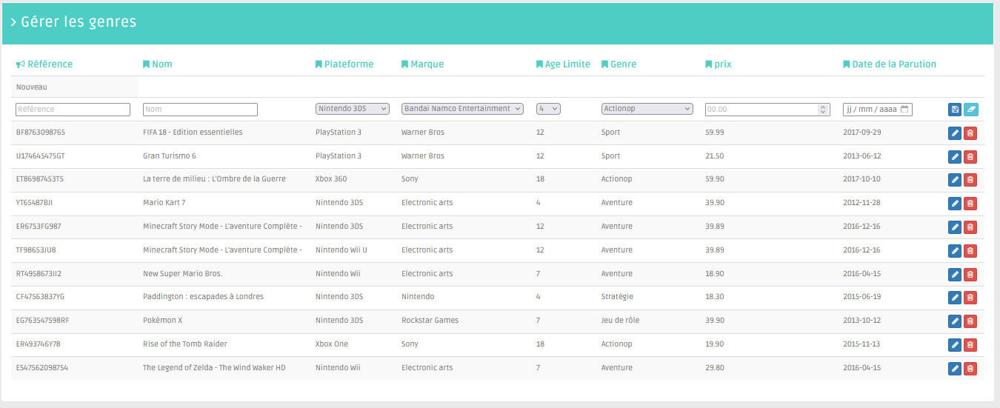 Gérer les genres
Référence Nom Plateforme Marque Age Limite Genre prix Date de la Parution
Nouveau
Référence Nom Nintendo 3DS Bandai Namco Entertainment 4 Actionop 00.00 jj / mm / aaaa
BF8763098765 FIFA 18 - Edition essentielles PlayStation 3 Warner Bros 12 Sport 59.99 2017-09-29
U174645475GT Gran Turismo 6 PlayStation 3 Warner Bros 12 Sport 21.50 2013-06-12
ET86987453T5 La terre de milieu : L'Ombre de la Guerre Xbox 360 Sony 18 Actionop 59.90 2017-10-10
YT65487BJI Mario Kart 7 Nintendo 3DS Electronic arts 4 Aventure 39.90 2012-11-28
ER6753FG987 Minecraft Story Mode - L'aventure Complète - Nintendo 3DS Electronic arts 12 Aventure 39.89 2016-12-16
TF98653JU8 Minecraft Story Mode - L'aventure Complète - Nintendo Wii U Electronic arts 12 Aventure 39.89 2016-12-16
RT4958673II2 New Super Mario Bros. Nintendo Wii Electronic arts 7 Aventure 18.90 2016-04-15
CF47563837YG Paddington : escapades à Londres Nintendo 3DS Nintendo 4 Stratégie 18.30 2015-06-19
EG763547598RF Pokémon X Nintendo 3DS Rockstar Games 7 Jeu de rôle 39.90 2013-10-12
ER493746Y78 Rise of the Tomb Raider Xbox One Sony 18 Actionop 19.90 2015-11-13
ES47562098754 The Legend of Zelda - The Wind Waker HD Nintendo Wii Electronic arts 7 Aventure 29.80 2016-04-15